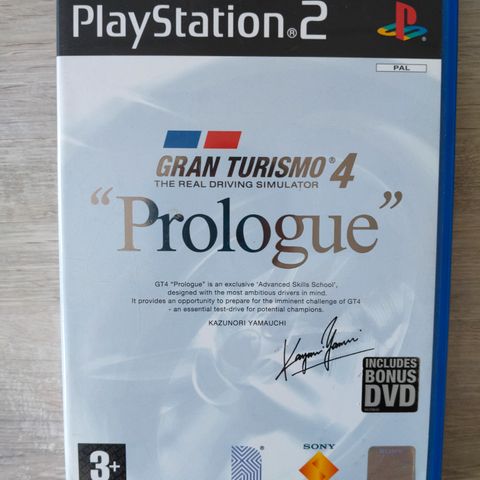 PlayStation®2
PAL
GRAN TURISMO®4
THE REAL DRIVING SIMULATOR
“Prologue”
GT4 “Prologue” is an exclusive ‘Advanced Skills School’,
designed with the most ambitious drivers in mind.
It provides an opportunity to prepare for the imminent challenge of GT4
- an essential test-drive for potential champions.
KAZUNORI YAMAUCHI
INCLUDES
BONUS
DVD
3+
SONY